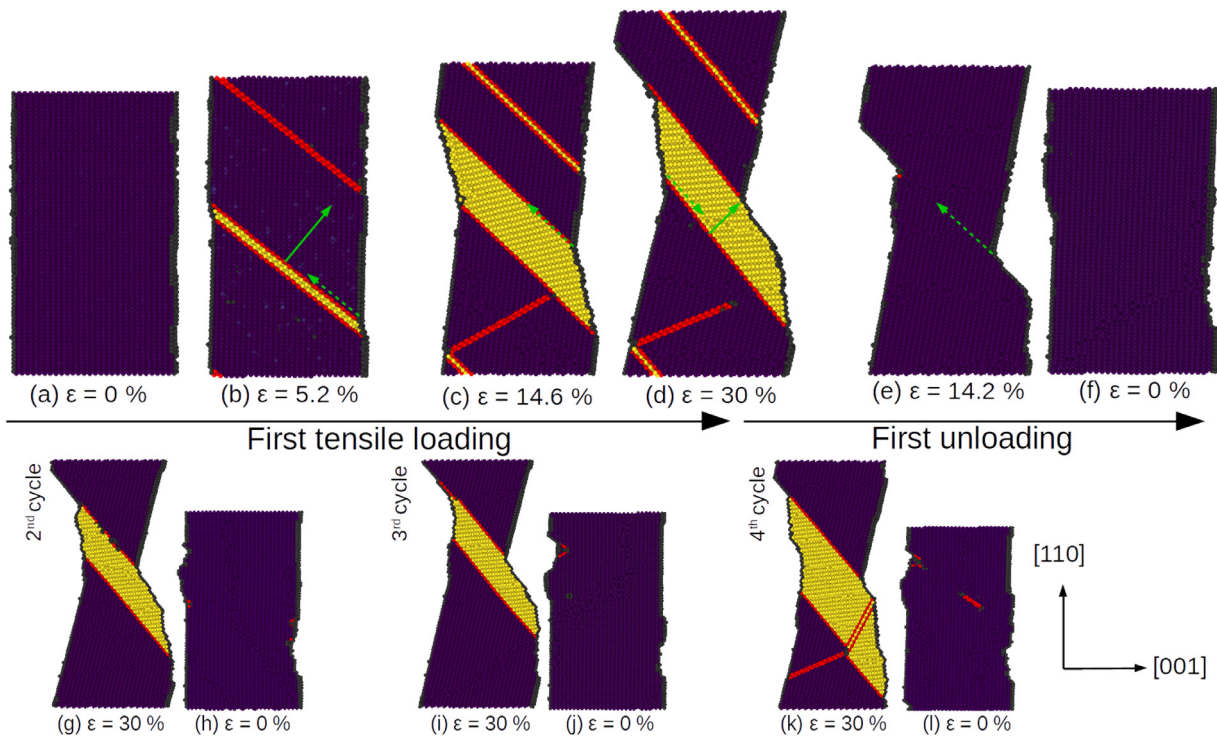 (a) ε = 0 %
(b) ε = 5.2 %
(c) ε = 14.6 %
(d) ε = 30 %
(e) ε = 14.2 %
(f) ε = 0 %
First tensile loading
First unloading
2nd cycle
3rd cycle
4th cycle
[110]
[001]
(g) ε = 30 %
(h) ε = 0 %
(i) ε = 30 %
(j) ε = 0 %
(k) ε = 30 %
(l) ε = 0 %